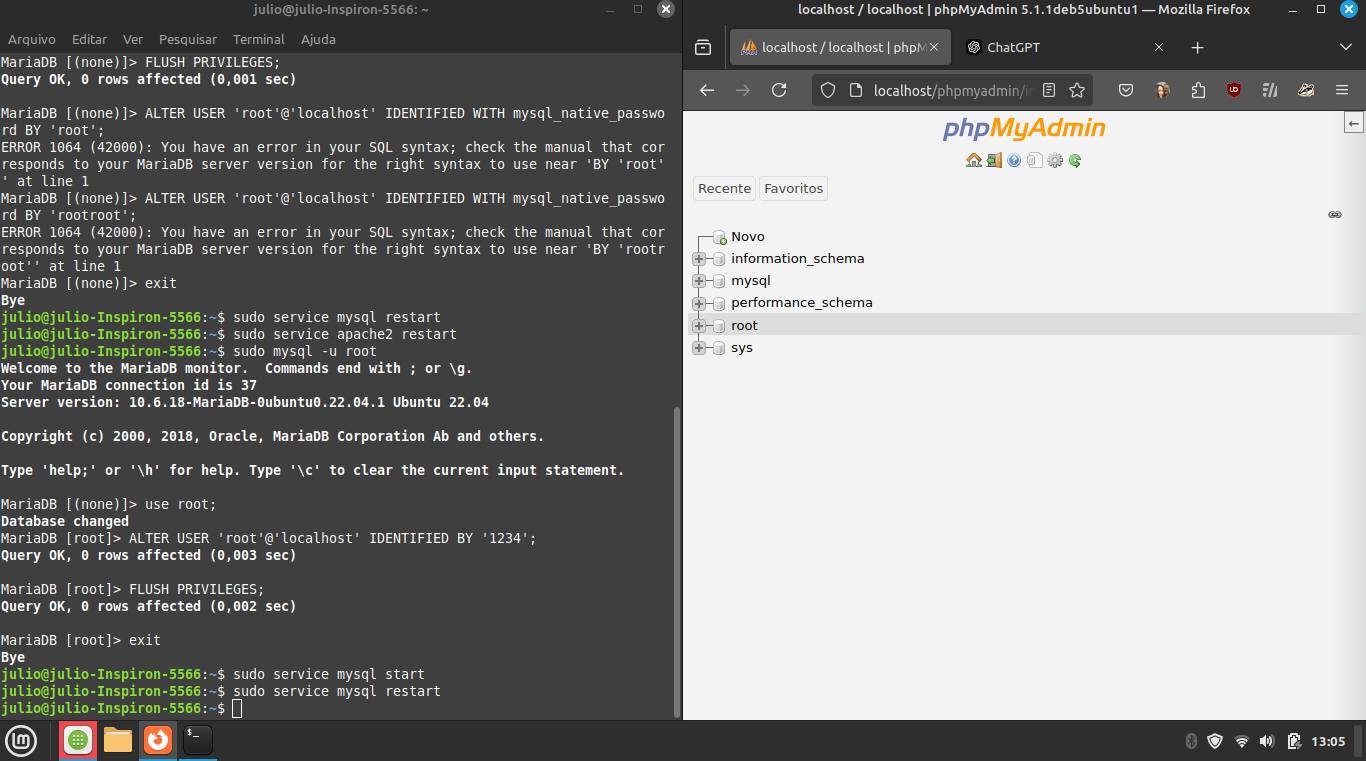 julio@julio-Inspiron-5566: ~
Arquivo Editar Ver Pesquisar Terminal Ajuda
MariaDB [(none)]> FLUSH PRIVILEGES;
Query OK, 0 rows affected (0,001 sec)
MariaDB [(none)]> ALTER USER 'root'@'localhost' IDENTIFIED WITH mysql_native_passwo
rd BY 'root';
ERROR 1064 (42000): You have an error in your SQL syntax; check the manual that cor
responds to your MariaDB server version for the right syntax to use near 'BY 'root'
' at line 1
MariaDB [(none)]> ALTER USER 'root'@'localhost' IDENTIFIED WITH mysql_native_passwo
rd BY 'rootroot';
ERROR 1064 (42000): You have an error in your SQL syntax; check the manual that cor
responds to your MariaDB server version for the right syntax to use near 'BY 'rootr
oot'' at line 1
MariaDB [(none)]> exit
Bye
julio@julio-Inspiron-5566:~$ sudo service mysql restart
julio@julio-Inspiron-5566:~$ sudo service apache2 restart
julio@julio-Inspiron-5566:~$ sudo mysql -u root
Welcome to the MariaDB monitor.  Commands end with ; or \g.
Your MariaDB connection id is 37
Server version: 10.6.18-MariaDB-0ubuntu0.22.04.1 Ubuntu 22.04
Copyright (c) 2000, 2018, Oracle, MariaDB Corporation Ab and others.
Type 'help;' or '\h' for help. Type '\c' to clear the current input statement.
MariaDB [(none)]> use root;
Database changed
MariaDB [root]> ALTER USER 'root'@'localhost' IDENTIFIED BY '1234';
Query OK, 0 rows affected (0,003 sec)
MariaDB [root]> FLUSH PRIVILEGES;
Query OK, 0 rows affected (0,002 sec)
MariaDB [root]> exit
Bye
julio@julio-Inspiron-5566:~$ sudo service mysql start
julio@julio-Inspiron-5566:~$ sudo service mysql restart
julio@julio-Inspiron-5566:~$
localhost / localhost | phpMyAdmin 5.1.1deb5ubuntu1 — Mozilla Firefox
localhost / localhost | phpM
ChatGPT
localhost/phpmyadmin/in
phpMyAdmin
Recente Favoritos
Novo
information_schema
mysql
performance_schema
root
sys
13:05